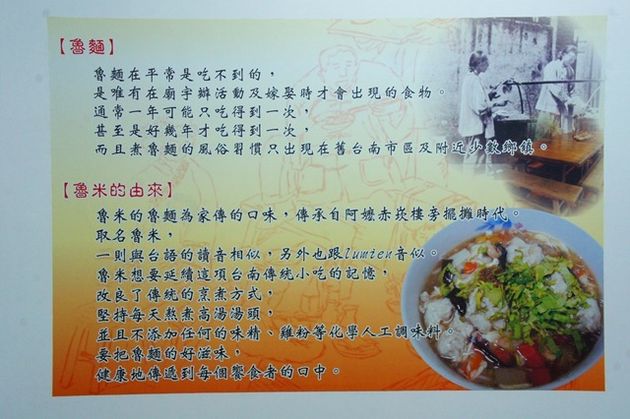 【魯麵】
魯麵在平常是吃不到的，
是唯有在廟宇辦活動及嫁娶時才會出現的食物。
通常一年可能只吃得到一次，
甚至是好幾年才吃得到一次，
而且煮魯麵的風俗習慣只出現在舊台南市區及附近少數鄉鎮。
【魯米的由來】
魯米的魯麵為家傳的口味，傳承自阿嬤赤崁樓旁擺攤時代。
取名魯米，
一則與台語的讀音相似，另外也跟lumien音似。
魯米想要延續這項台南傳統小吃的記憶，
改良了傳統的烹煮方式，
堅持每天熬煮高湯湯頭，
並且不添加任何的味精、雞粉等化學人工調味料。
要把魯麵的好滋味，
健康地傳遞到每個饗食者的口中。